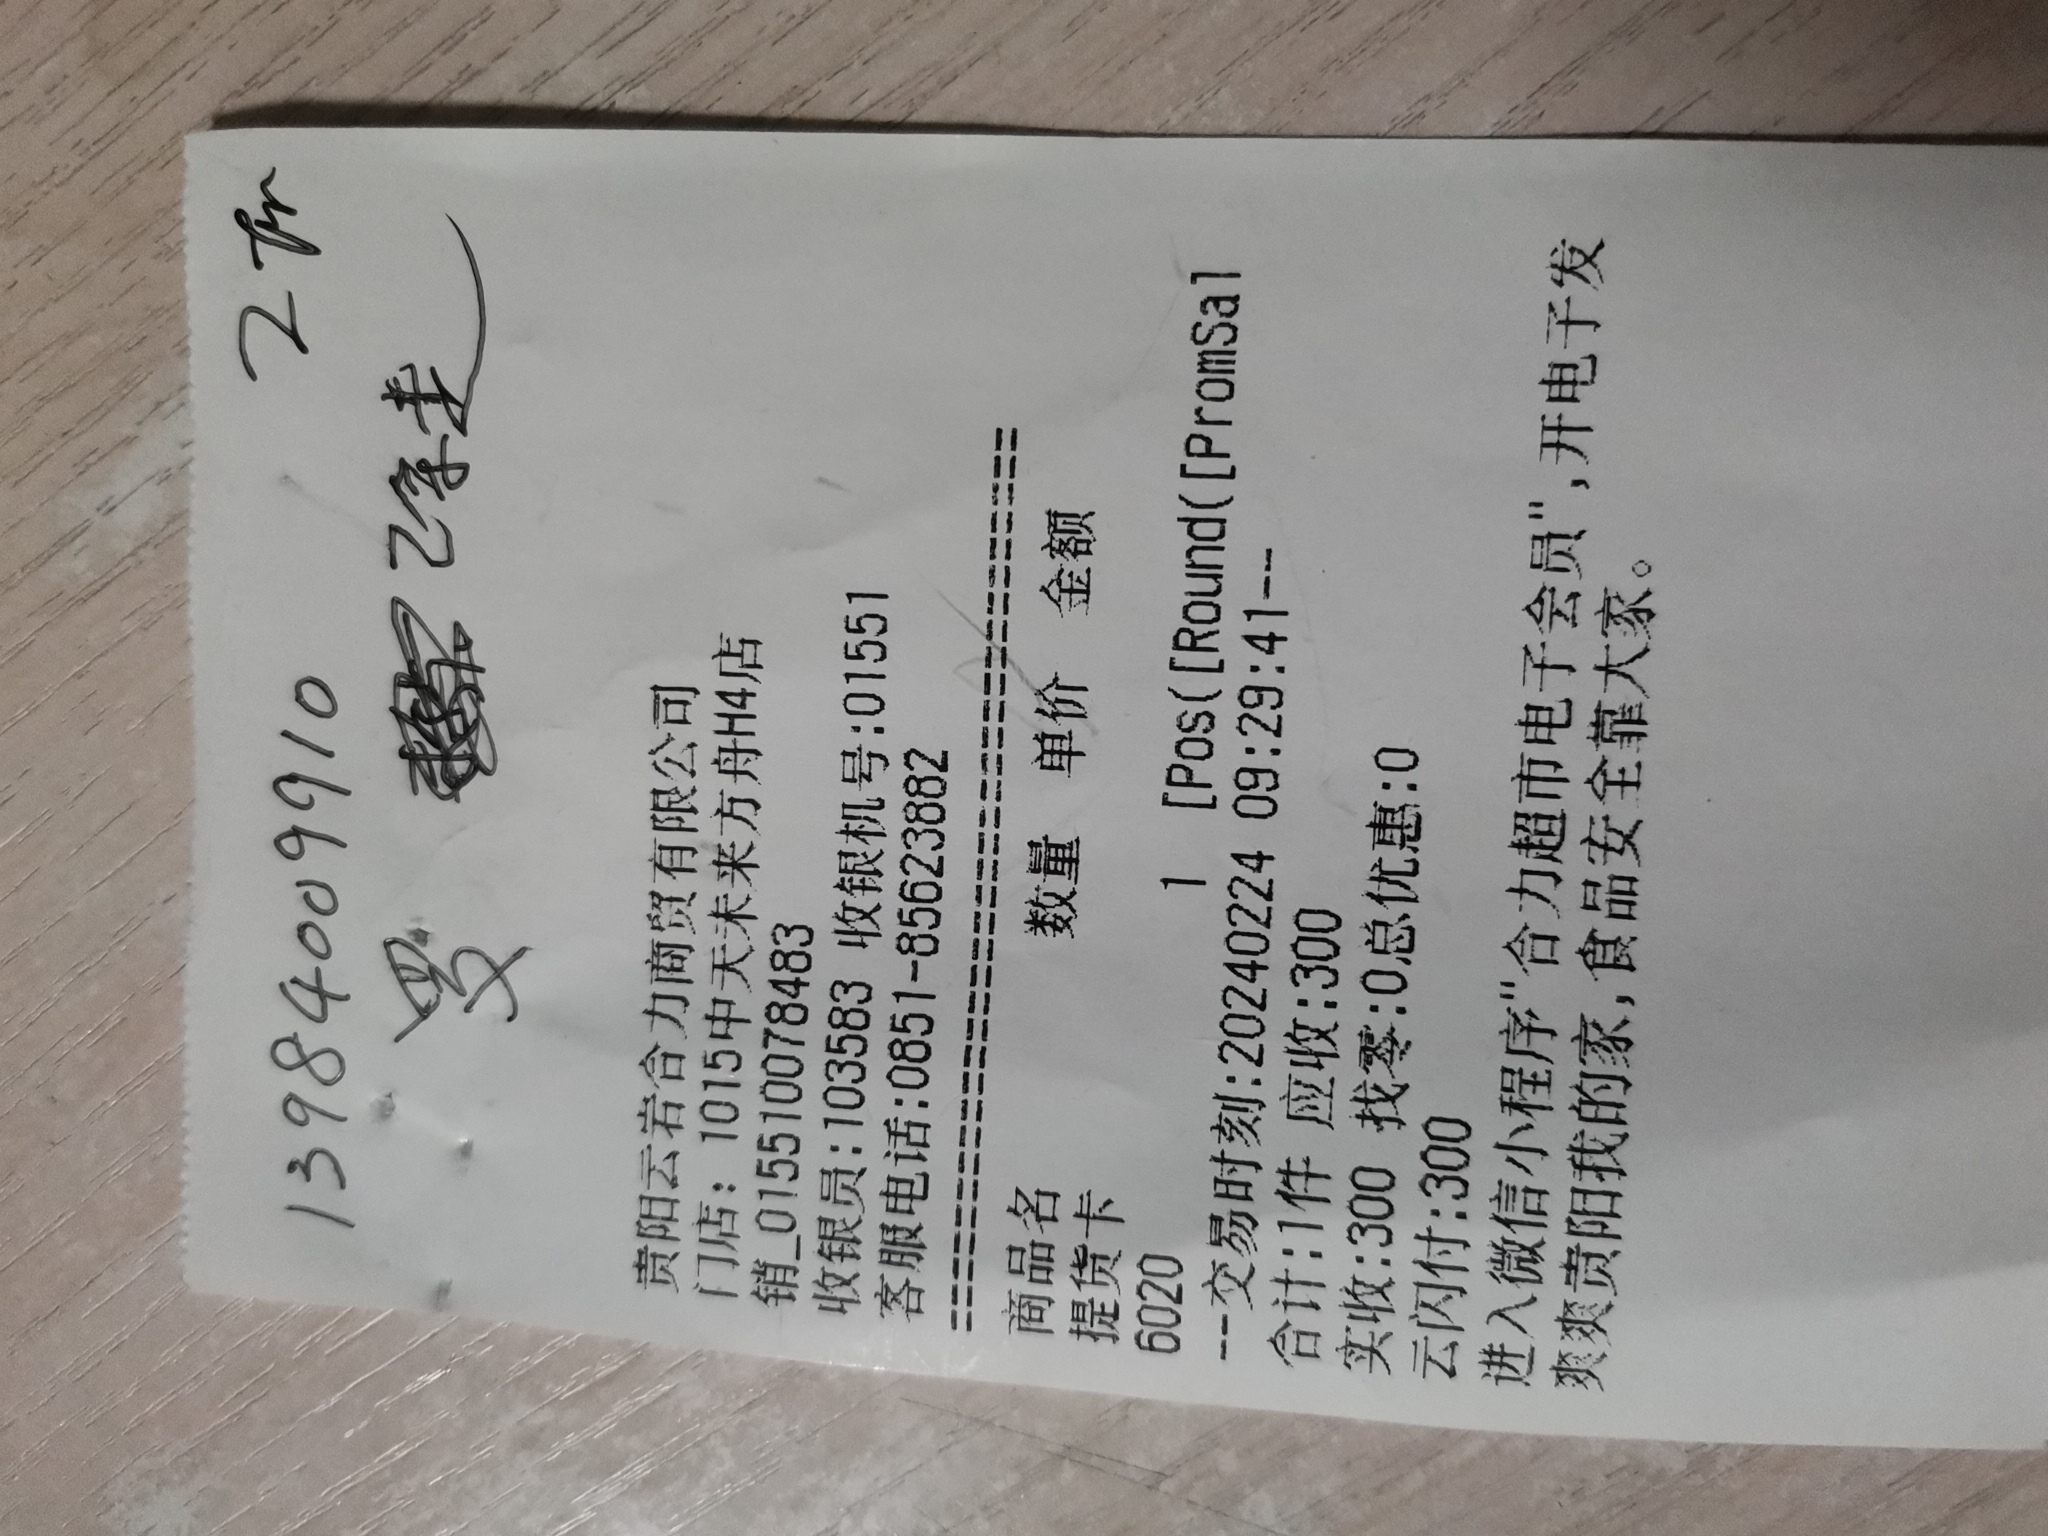 13984009910
罗
已拿走
贵阳云岩合力商贸有限公司
门店：1015中天未来方舟H4店
销_015510078483
收银员:103583 收银机号:01551
客服电话:0851-85623882
============================================
商品名 数量 单价 金额
提货卡
6020 1 [Pos([Round([PromSal
--交易时刻:20240224 09:29:41--
合计:1件 应收:300
实收:300 找零:0总优惠:0
云闪付:300
进入微信小程序"合力超市电子会员",开电子发
爽爽贵阳我的家,食品安全靠大家。